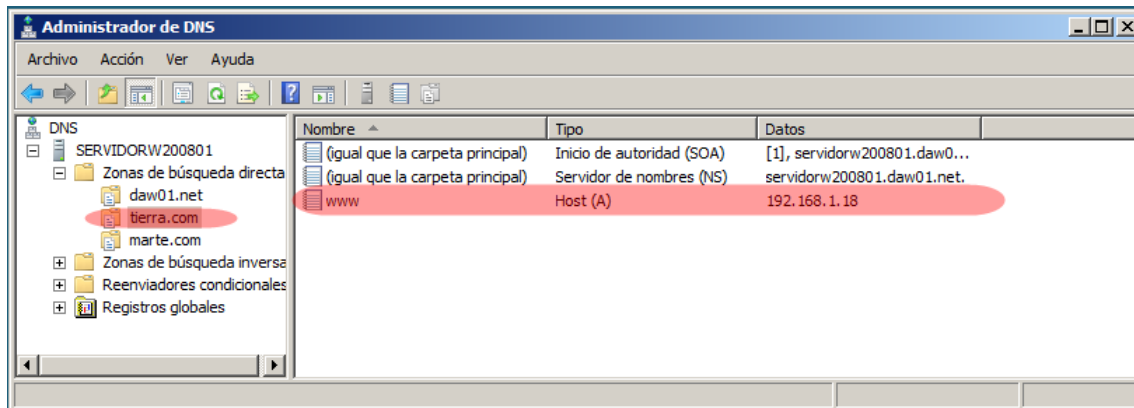 Administrador de DNS
Archivo Acción Ver Ayuda
DNS
SERVIDORW200801
Zonas de búsqueda directa
daw01.net
tierra.com
marte.com
Zonas de búsqueda inversa
Reenviadores condicionales
Registros globales
Nombre Tipo Datos
(igual que la carpeta principal) Inicio de autoridad (SOA) [1], servidorw200801.daw0...
(igual que la carpeta principal) Servidor de nombres (NS) servidorw200801.daw01.net.
www Host (A) 192.168.1.18